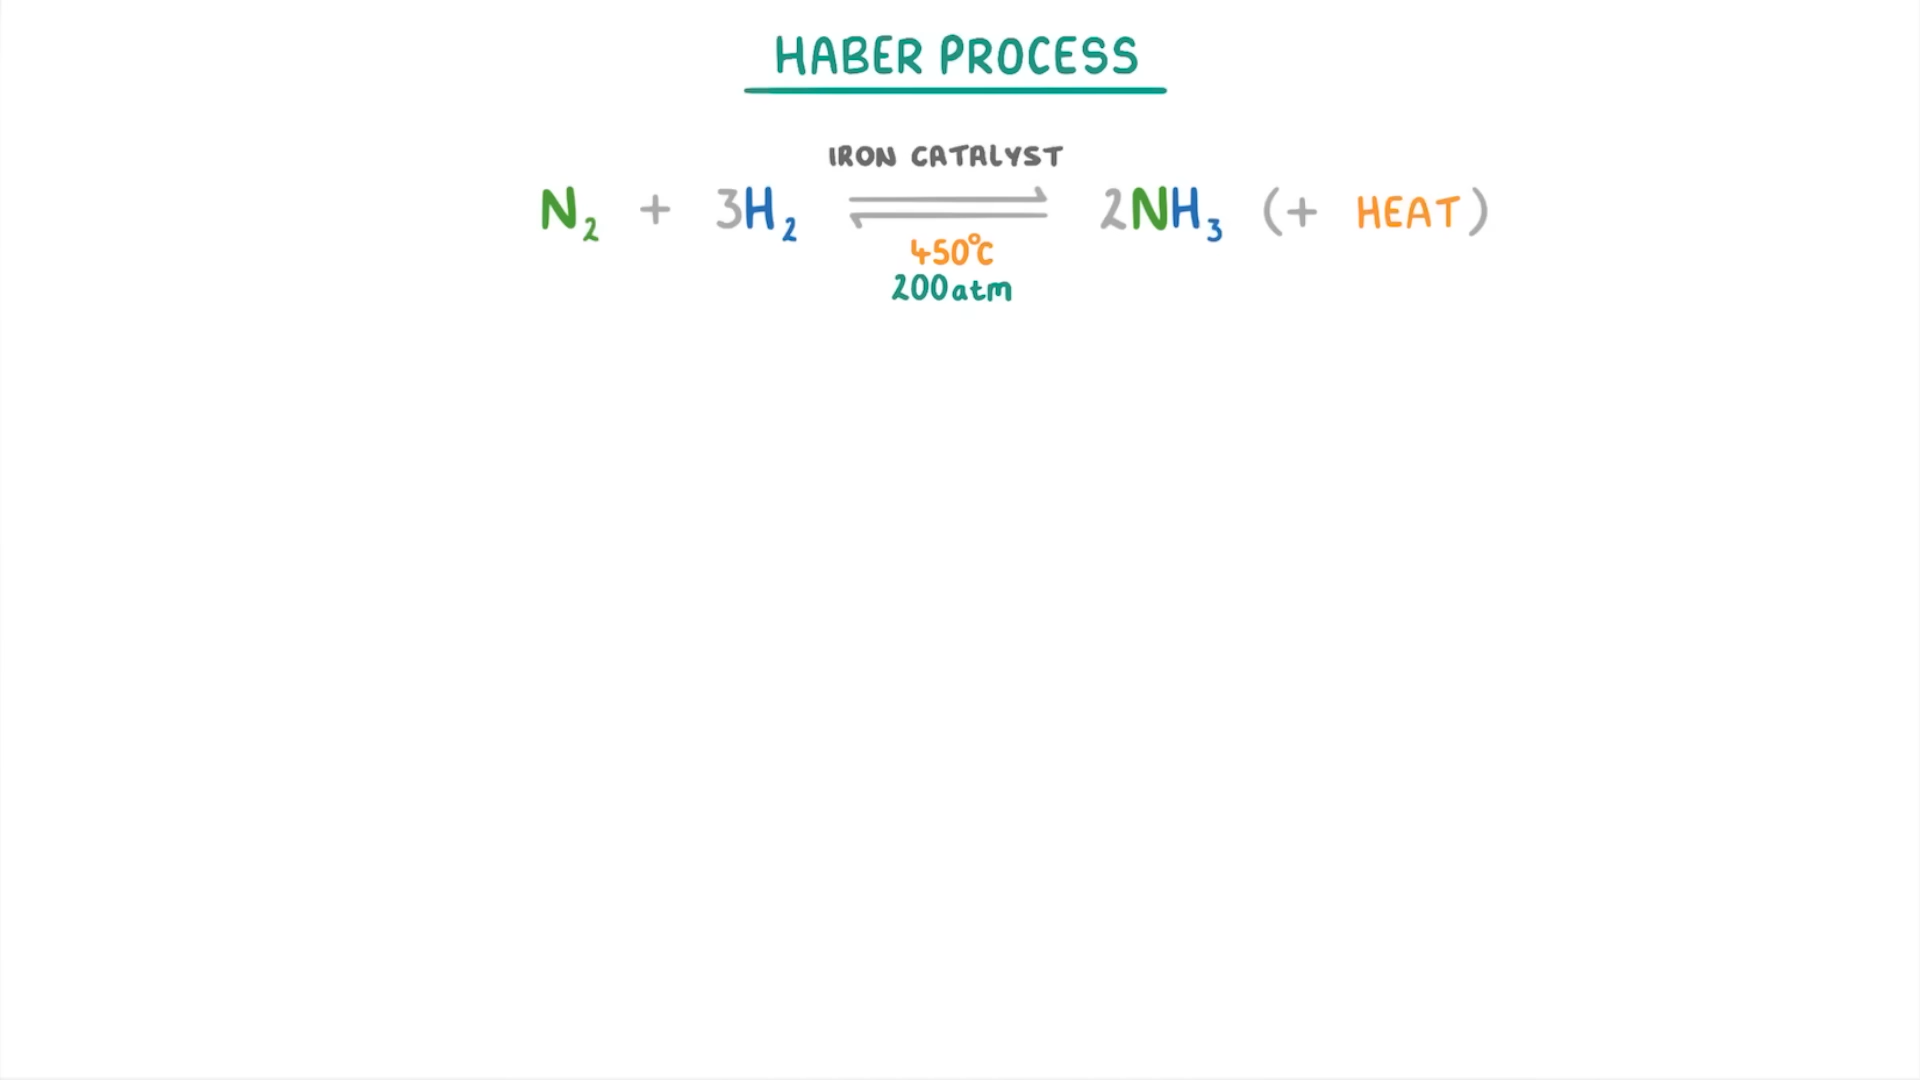 HABER PROCESS
IRON CATALYST
N₂ + 3H₂ ⇌ 2NH₃ (+ HEAT)
450°C
200atm